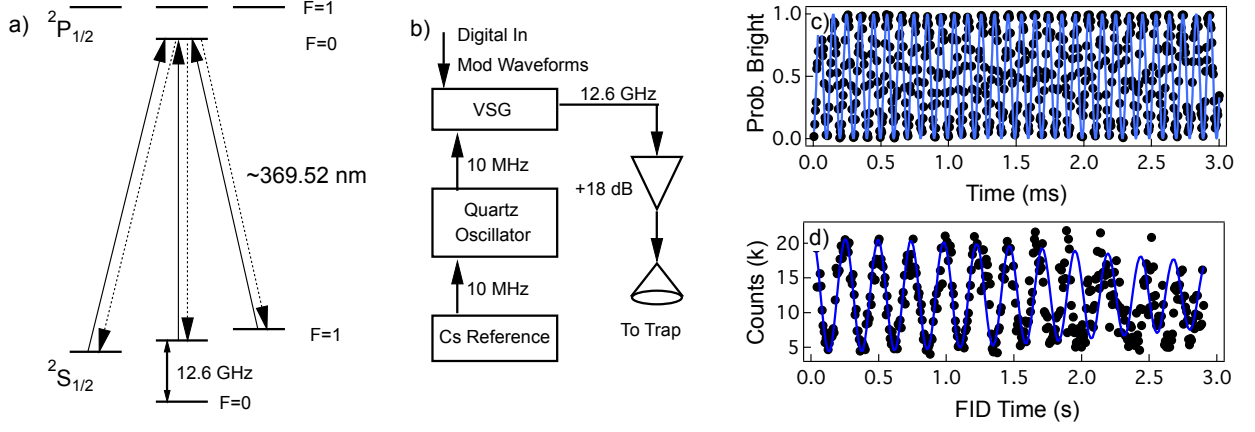 a)
²P₁/₂
F=1
F=0
~369.52 nm
F=1
²S₁/₂
12.6 GHz
F=0
b)
Digital In
Mod Waveforms
VSG
12.6 GHz
10 MHz
+18 dB
Quartz
Oscillator
10 MHz
Cs Reference
To Trap
c)
Prob. Bright
1.0
0.5
0.0
0.0 0.5 1.0 1.5 2.0 2.5 3.0
Time (ms)
d)
Counts (k)
20
15
10
5
0.0 0.5 1.0 1.5 2.0 2.5 3.0
FID Time (s)